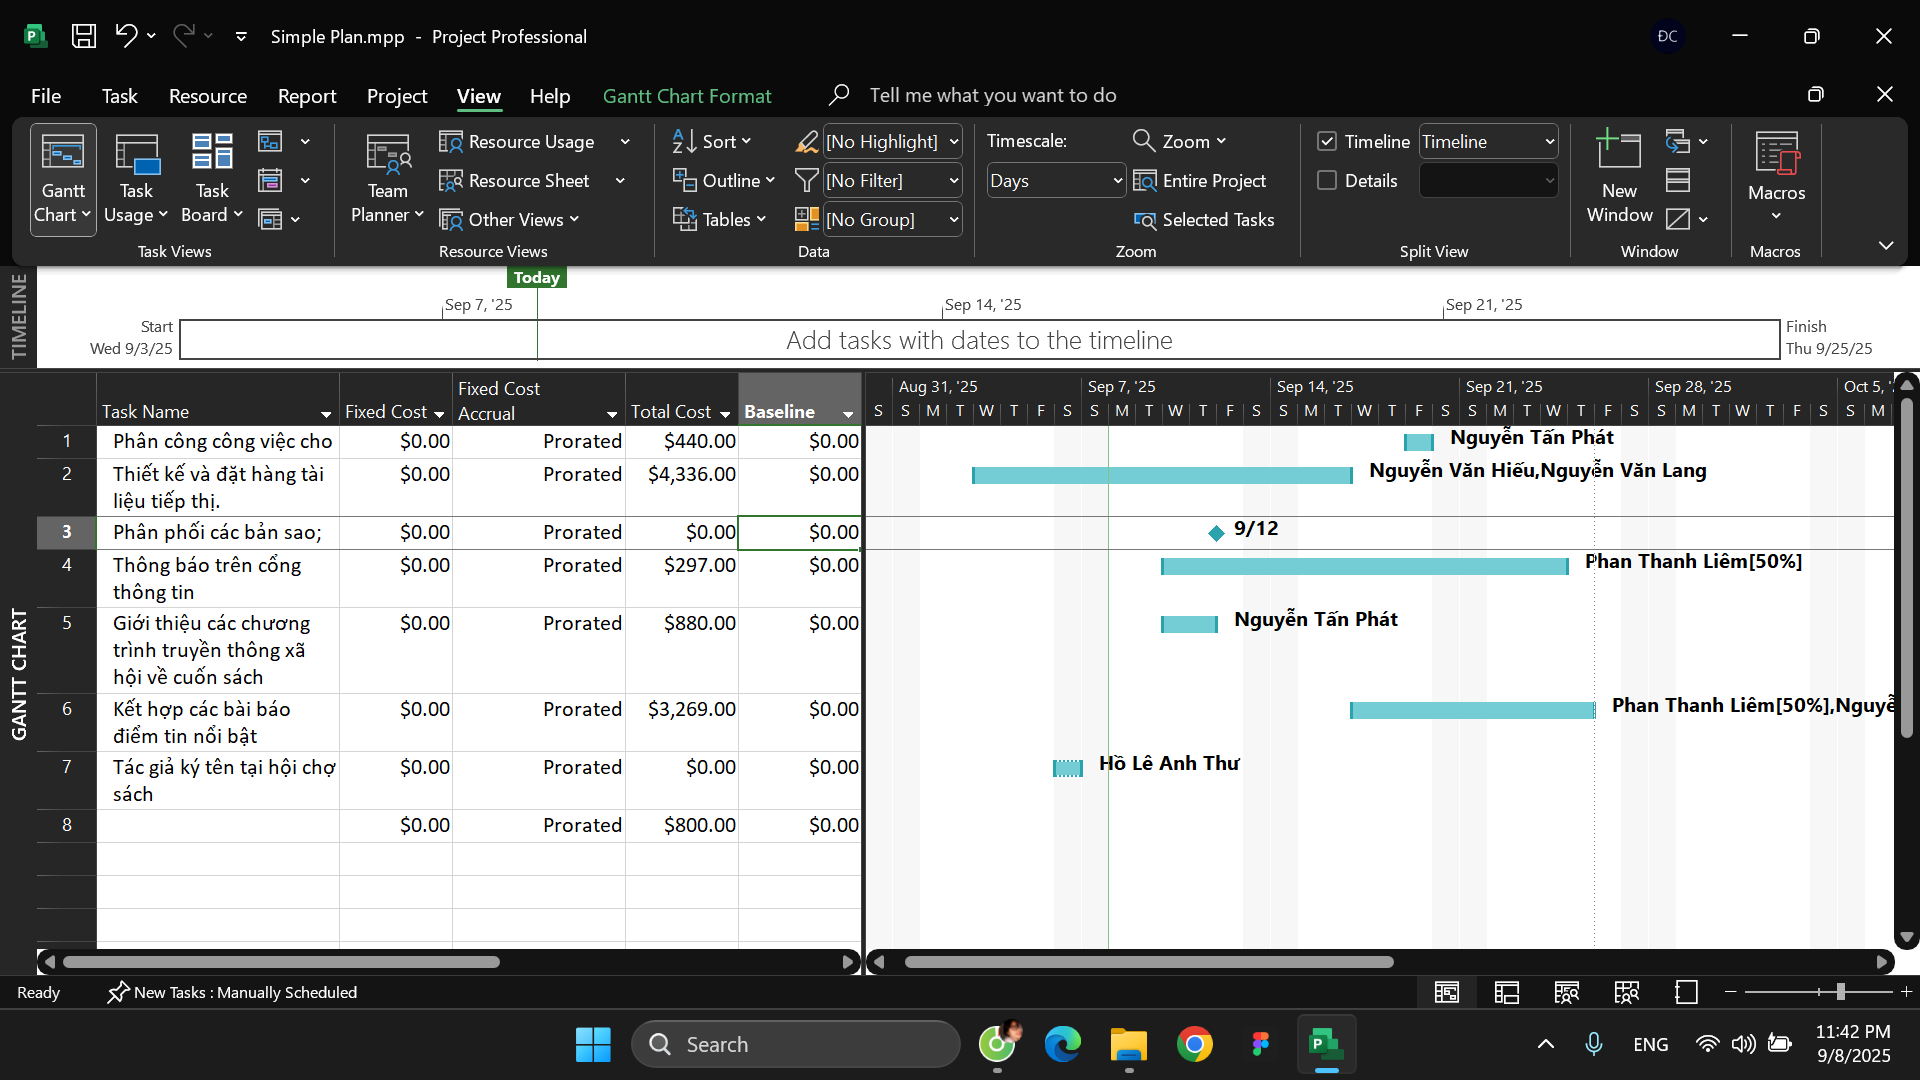 Simple Plan.mpp - Project Professional
ĐC
File Task Resource Report Project View Help Gantt Chart Format Tell me what you want to do
Gantt Chart
Task Usage
Task Board
Task Views
Team Planner
Resource Usage
Resource Sheet
Other Views
Resource Views
Sort
Outline
Tables
[No Highlight]
[No Filter]
[No Group]
Data
Timescale:
Days
Zoom
Entire Project
Selected Tasks
Zoom
Timeline Timeline
Details
Split View
New Window
Window
Macros
Macros
TIMELINE
Today
Sep 7, '25 Sep 14, '25 Sep 21, '25
Start
Wed 9/3/25
Add tasks with dates to the timeline
Finish
Thu 9/25/25
GANTT CHART
Task Name Fixed Cost Fixed Cost Accrual Total Cost Baseline
Aug 31, '25 Sep 7, '25 Sep 14, '25 Sep 21, '25 Sep 28, '25 Oct 5, '
S S M T W T F S S M T W T F S S M T W T F S S M T W T F S S M T W T F S S M
1 Phân công công việc cho $0.00 Prorated $440.00 $0.00 Nguyễn Tấn Phát
2 Thiết kế và đặt hàng tài $0.00 Prorated $4,336.00 $0.00 Nguyễn Văn Hiếu,Nguyễn Văn Lang
liệu tiếp thị.
3 Phân phối các bản sao; $0.00 Prorated $0.00 $0.00 9/12
4 Thông báo trên cổng $0.00 Prorated $297.00 $0.00 Phan Thanh Liêm[50%]
thông tin
5 Giới thiệu các chương $0.00 Prorated $880.00 $0.00 Nguyễn Tấn Phát
trình truyền thông xã
hội về cuốn sách
6 Kết hợp các bài báo $0.00 Prorated $3,269.00 $0.00 Phan Thanh Liêm[50%],Nguyễ
điểm tin nổi bật
7 Tác giả ký tên tại hội chợ $0.00 Prorated $0.00 $0.00 Hồ Lê Anh Thư
sách
8 $0.00 Prorated $800.00 $0.00
Ready New Tasks : Manually Scheduled
Search
ENG
11:42 PM
9/8/2025